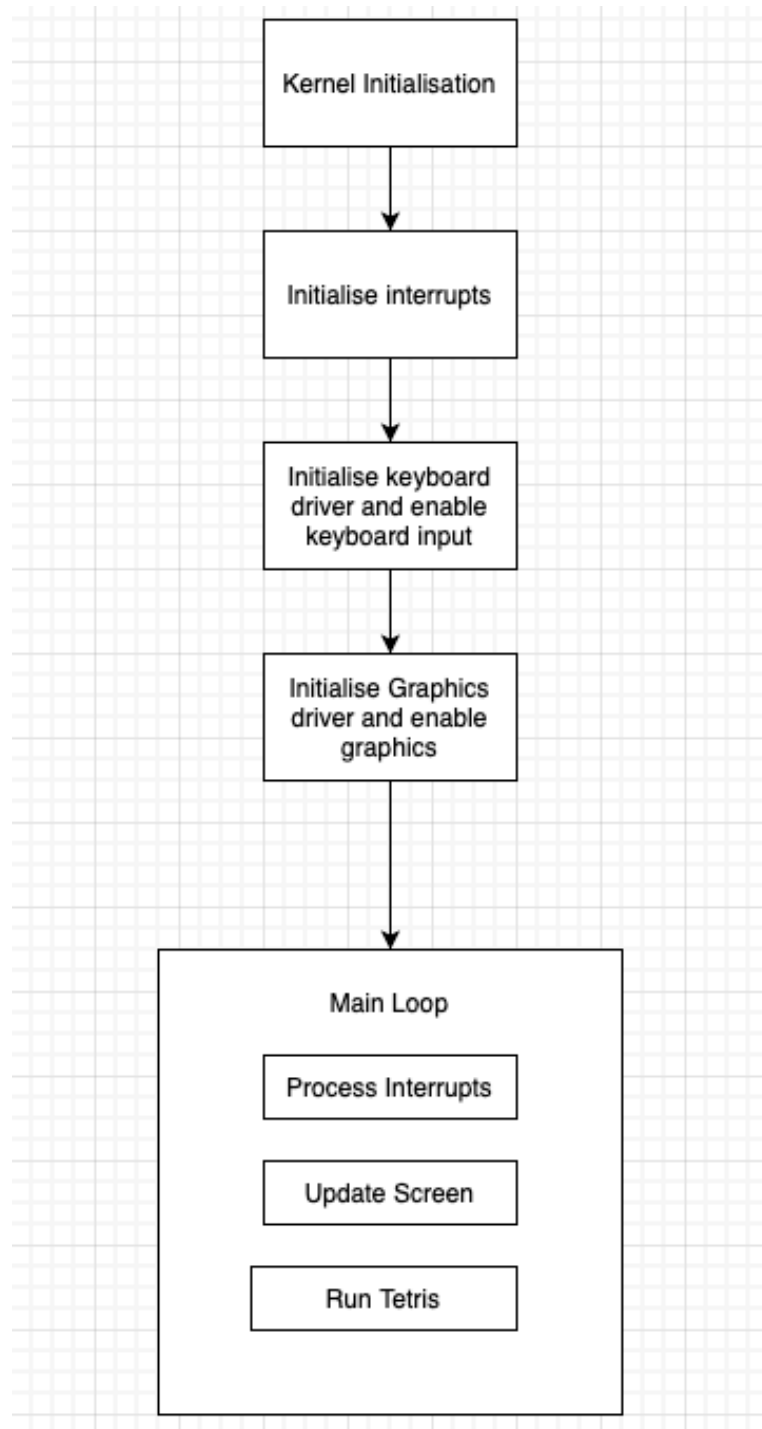 Kernel Initialisation
Initialise interrupts
Initialise keyboard
driver and enable
keyboard input
Initialise Graphics
driver and enable
graphics
Main Loop
Process Interrupts
Update Screen
Run Tetris